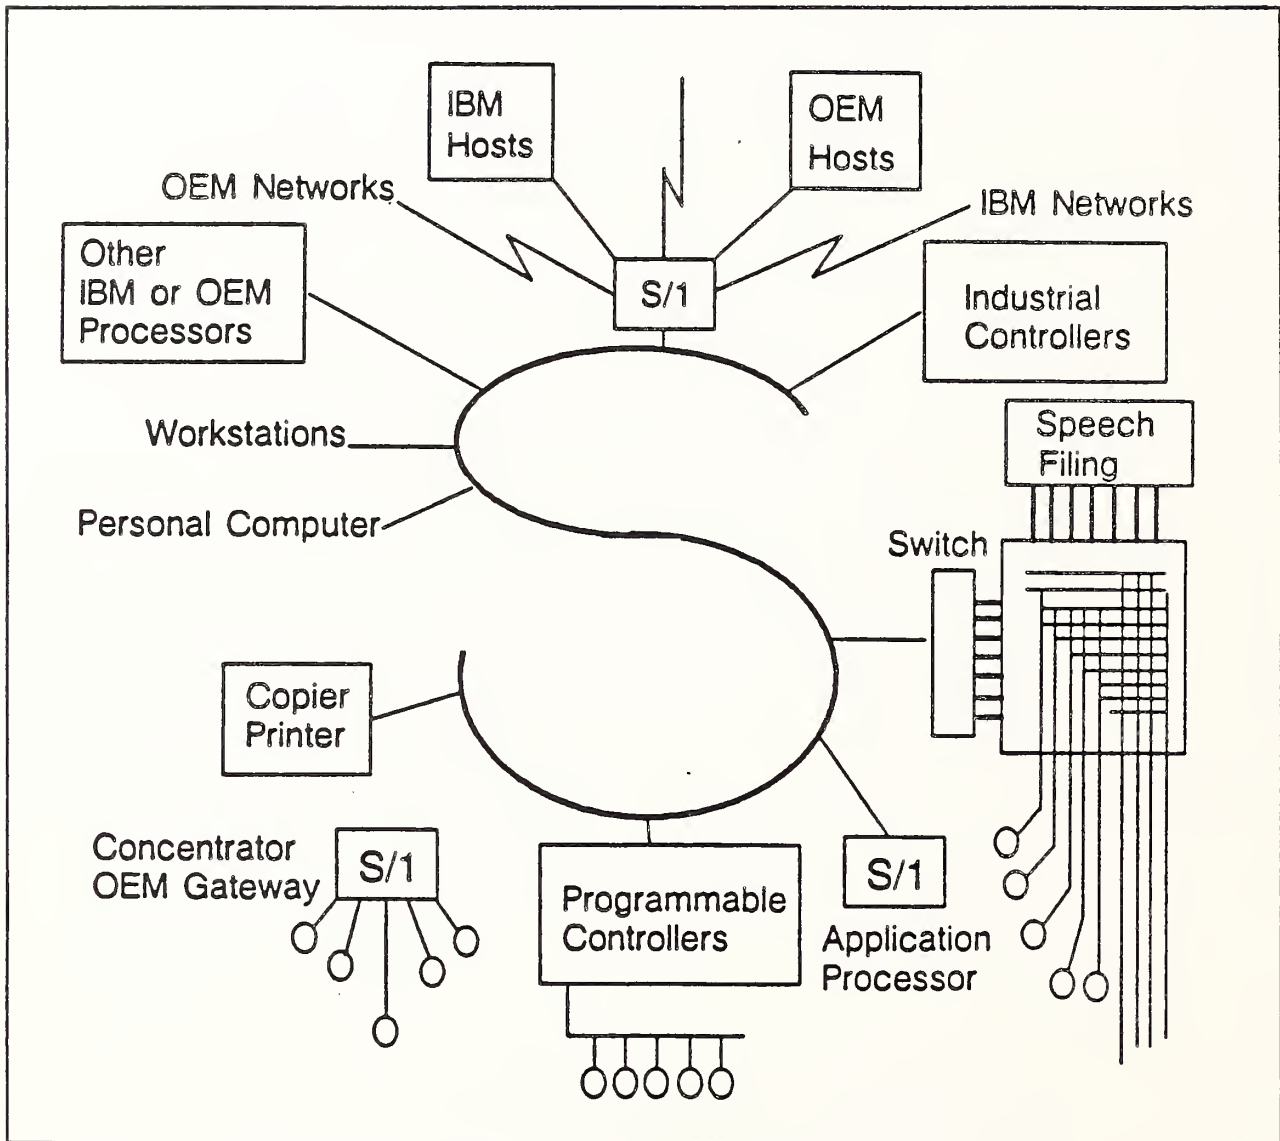 IBM
Hosts
OEM
Hosts
OEM Networks
IBM Networks
Other
IBM or OEM
Processors
S/1
Industrial
Controllers
Workstations
Speech
Filing
Personal Computer
Switch
Copier
Printer
Concentrator
OEM Gateway
S/1
Programmable
Controllers
S/1
Application
Processor